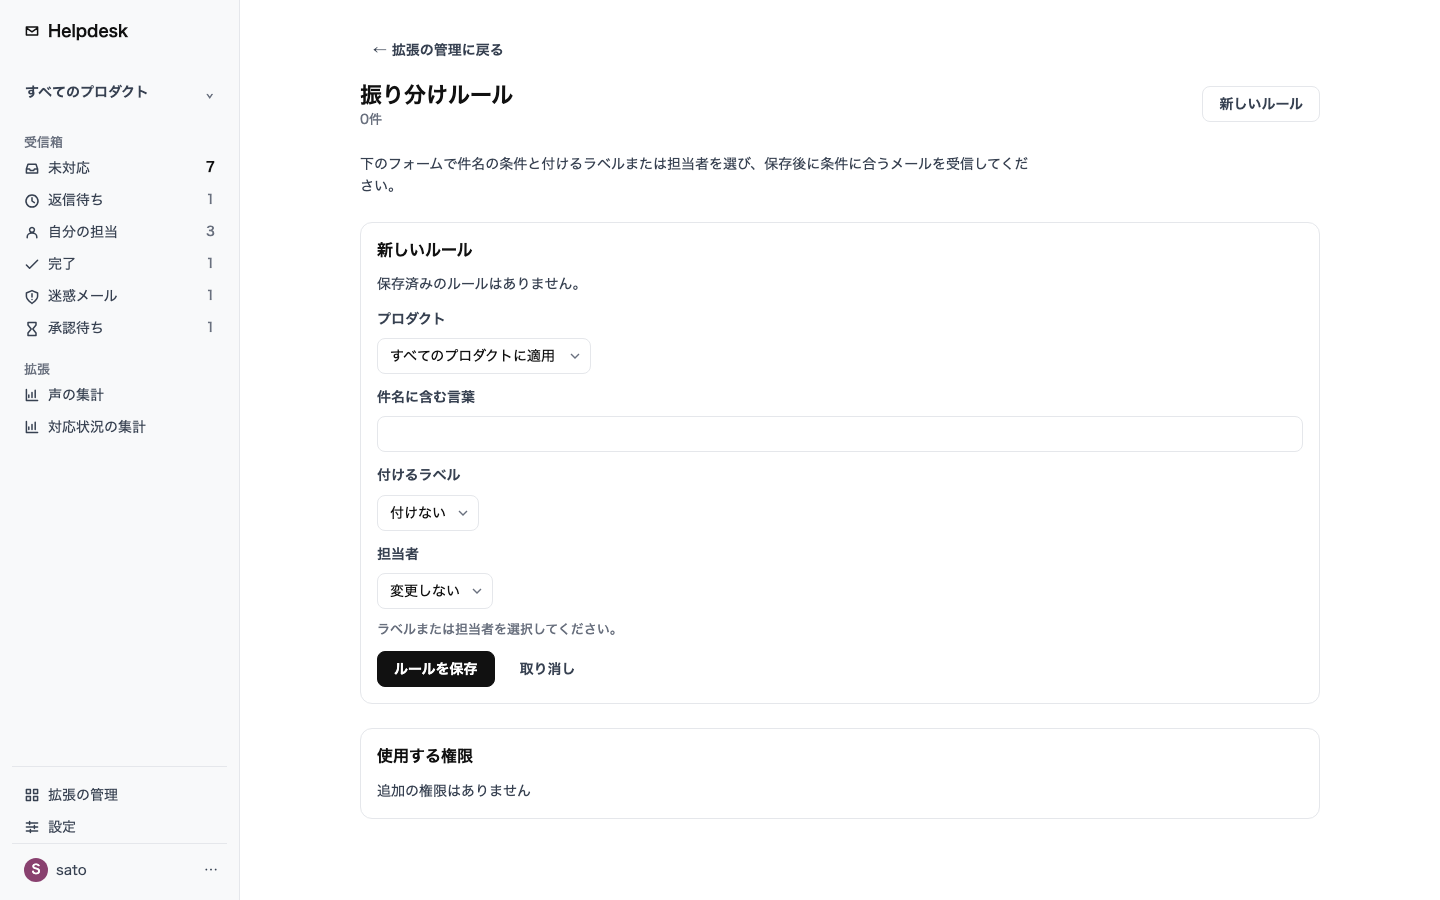 Helpdesk
すべてのプロダクト
受信箱
未対応 7
返信待ち 1
自分の担当 3
完了 1
迷惑メール 1
承認待ち 1
拡張
声の集計
対応状況の集計
拡張の管理
設定
S sato ...
← 拡張の管理に戻る
振り分けルール
0件
新しいルール
下のフォームで件名の条件と付けるラベルまたは担当者を選び、保存後に条件に合うメールを受信してくだ
さい。
新しいルール
保存済みのルールはありません。
プロダクト
すべてのプロダクトに適用
件名に含む言葉
付けるラベル
付けない
担当者
変更しない
ラベルまたは担当者を選択してください。
ルールを保存 取り消し
使用する権限
追加の権限はありません